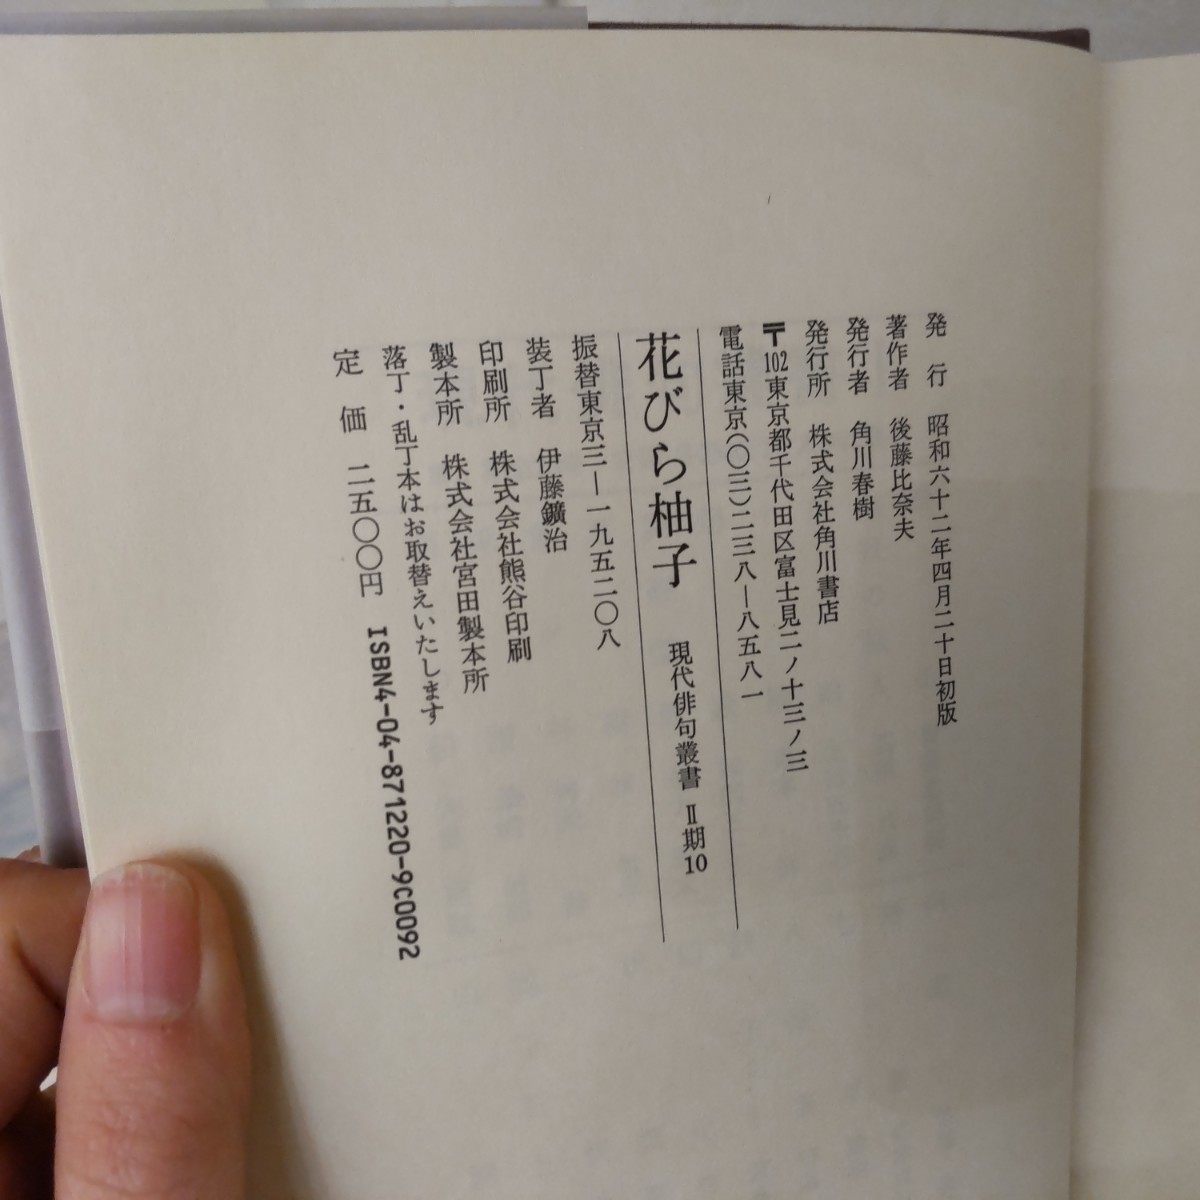 発行 昭和六十二年四月二十日初版
著作者 後藤比奈夫
発行者 角川春樹
発行所 株式会社角川書店
〒102東京都千代田区富士見二ノ十三ノ三
電話東京(〇三)二三八―八五八一
花びら柚子 現代俳句叢書 Ⅱ期10
振替東京三―一九五二〇八
装丁者 伊藤鑛治
印刷所 株式会社熊谷印刷
製本所 株式会社宮田製本所
落丁・乱丁本はお取替えいたします
定価 二五〇〇円 ISBN4-04-871220-9C0092